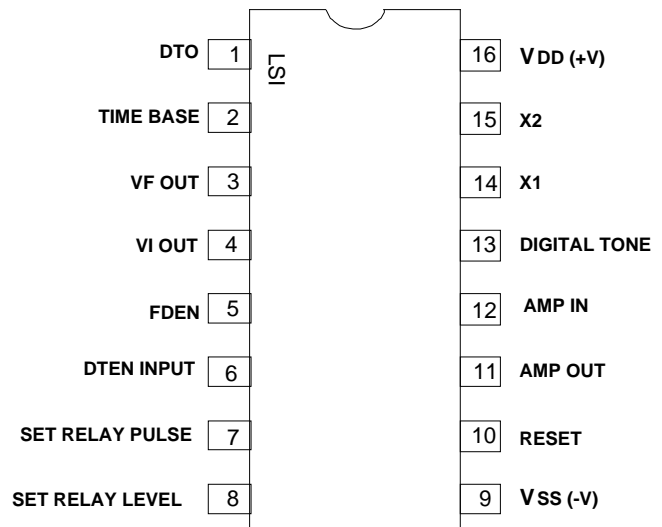 DTO 1 LSI 16 VDD (+V)
TIME BASE 2 15 X2
VF OUT 3 14 X1
VI OUT 4 13 DIGITAL TONE
FDEN 5 12 AMP IN
DTEN INPUT 6 11 AMP OUT
SET RELAY PULSE 7 10 RESET
SET RELAY LEVEL 8 9 VSS (-V)